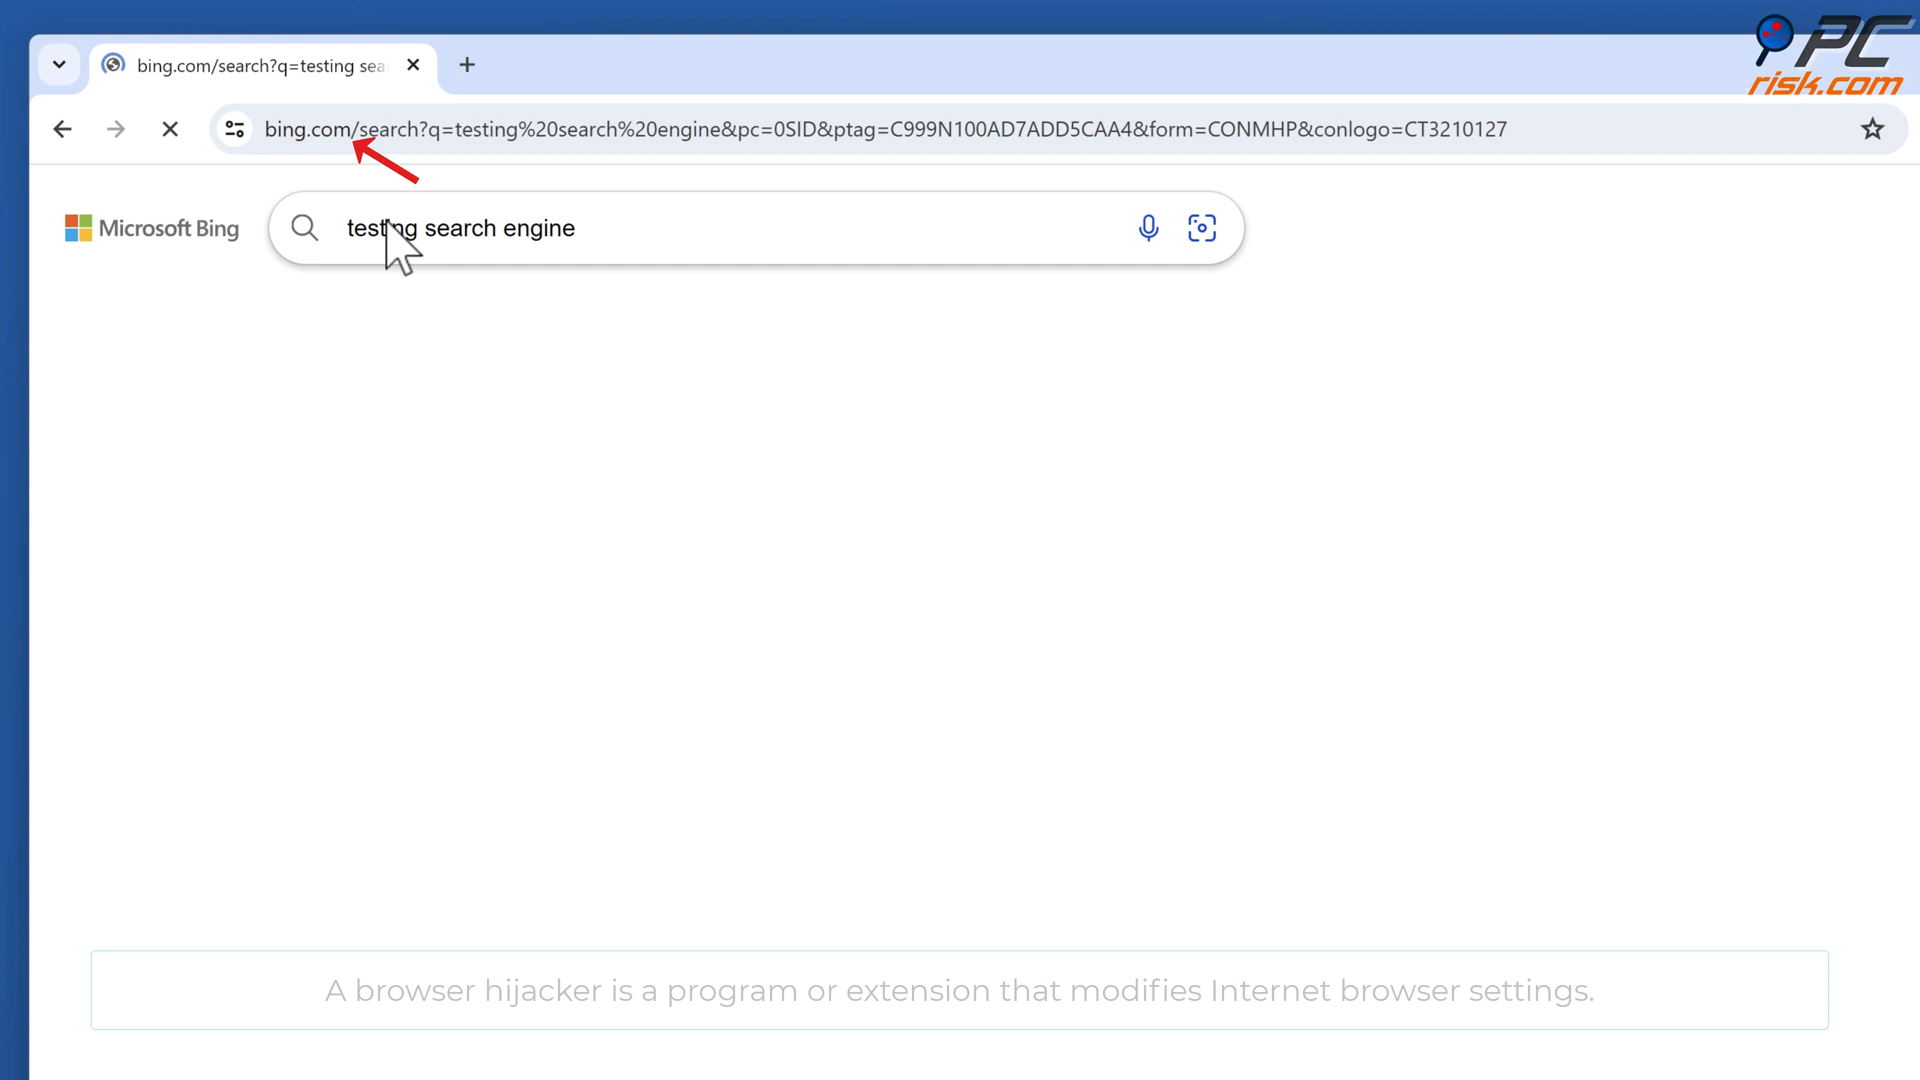 PC
risk.com
bing.com/search?q=testing sea
bing.com/search?q=testing%20search%20engine&pc=0SID&ptag=C999N100AD7ADD5CAA4&form=CONMHP&conlogo=CT3210127
Microsoft Bing
testing search engine
A browser hijacker is a program or extension that modifies Internet browser settings.